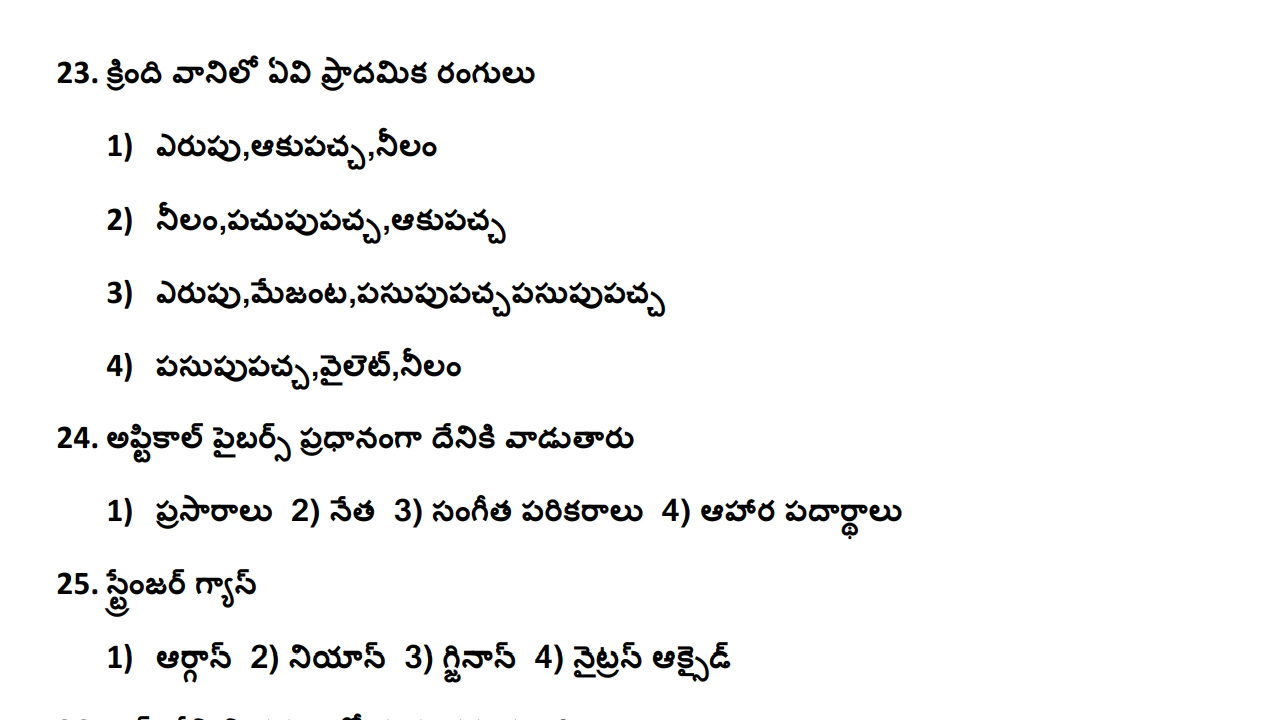 23. క్రింది వానిలో ఏవి ప్రాదమిక రంగులు
1) ఎరుపు,ఆకుపచ్చ,నీలం
2) నీలం,పచుపుపచ్చ,ఆకుపచ్చ
3) ఎరుపు,మేజంట,పసుపుపచ్చపసుపుపచ్చ
4) పసుపుపచ్చ,వైలెట్,నీలం
24. అప్టికాల్ పైబర్స్ ప్రధానంగా దేనికి వాడుతారు
1) ప్రసారాలు 2) నేత 3) సంగీత పరికరాలు 4) ఆహార పదార్థాలు
25. స్ట్రేంజర్ గ్యాస్
1) ఆర్గాస్ 2) నియాస్ 3) గ్జినాస్ 4) నైట్రస్ ఆక్సైడ్